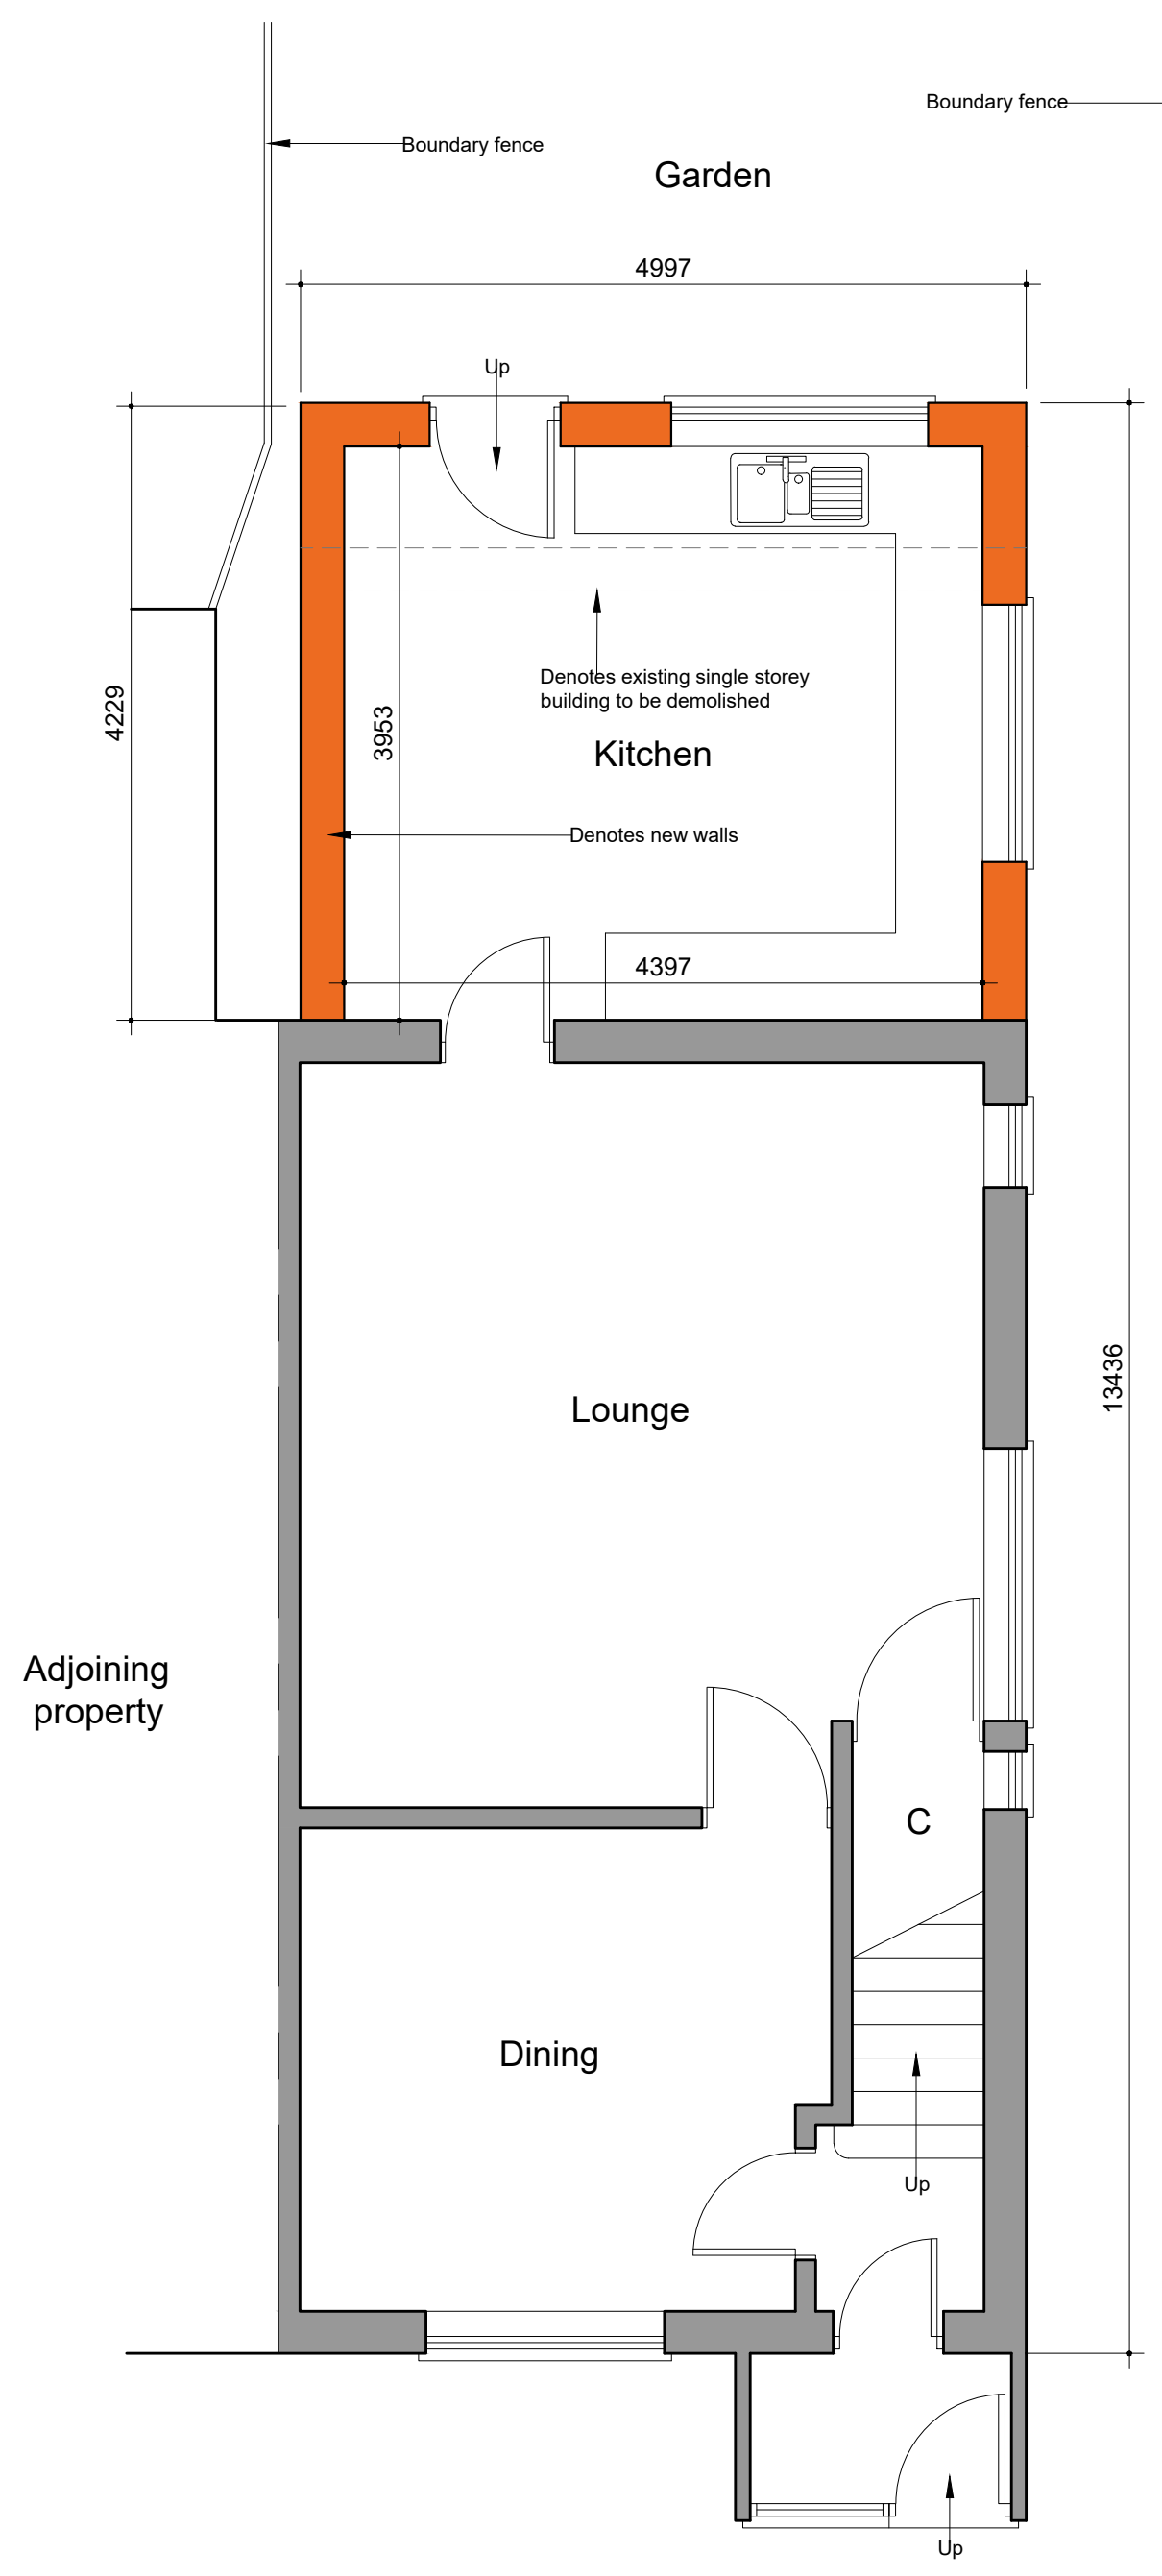 Boundary fence
Boundary fence
Garden
4997
Up
Denotes existing single storey
building to be demolished
4229
3953
Kitchen
Denotes new walls
4397
13436
Lounge
Adjoining
property
C
Dining
Up
Up